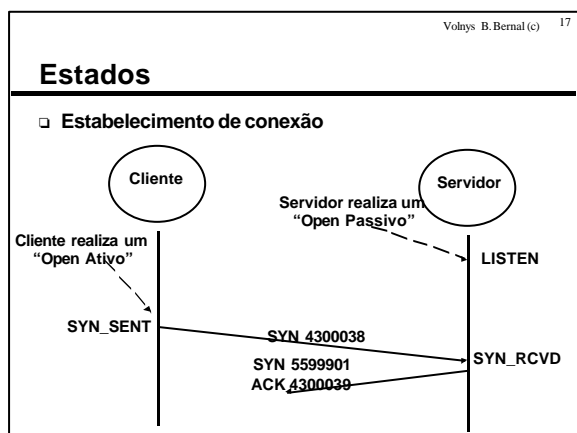 Volnys B. Bernal (c) 17
Estados
❑ Estabelecimento de conexão
Cliente
Servidor
Servidor realiza um
“Open Passivo”
Cliente realiza um
“Open Ativo”
LISTEN
SYN_SENT
SYN 4300038
SYN_RCVD
SYN 5599901
ACK 4300039